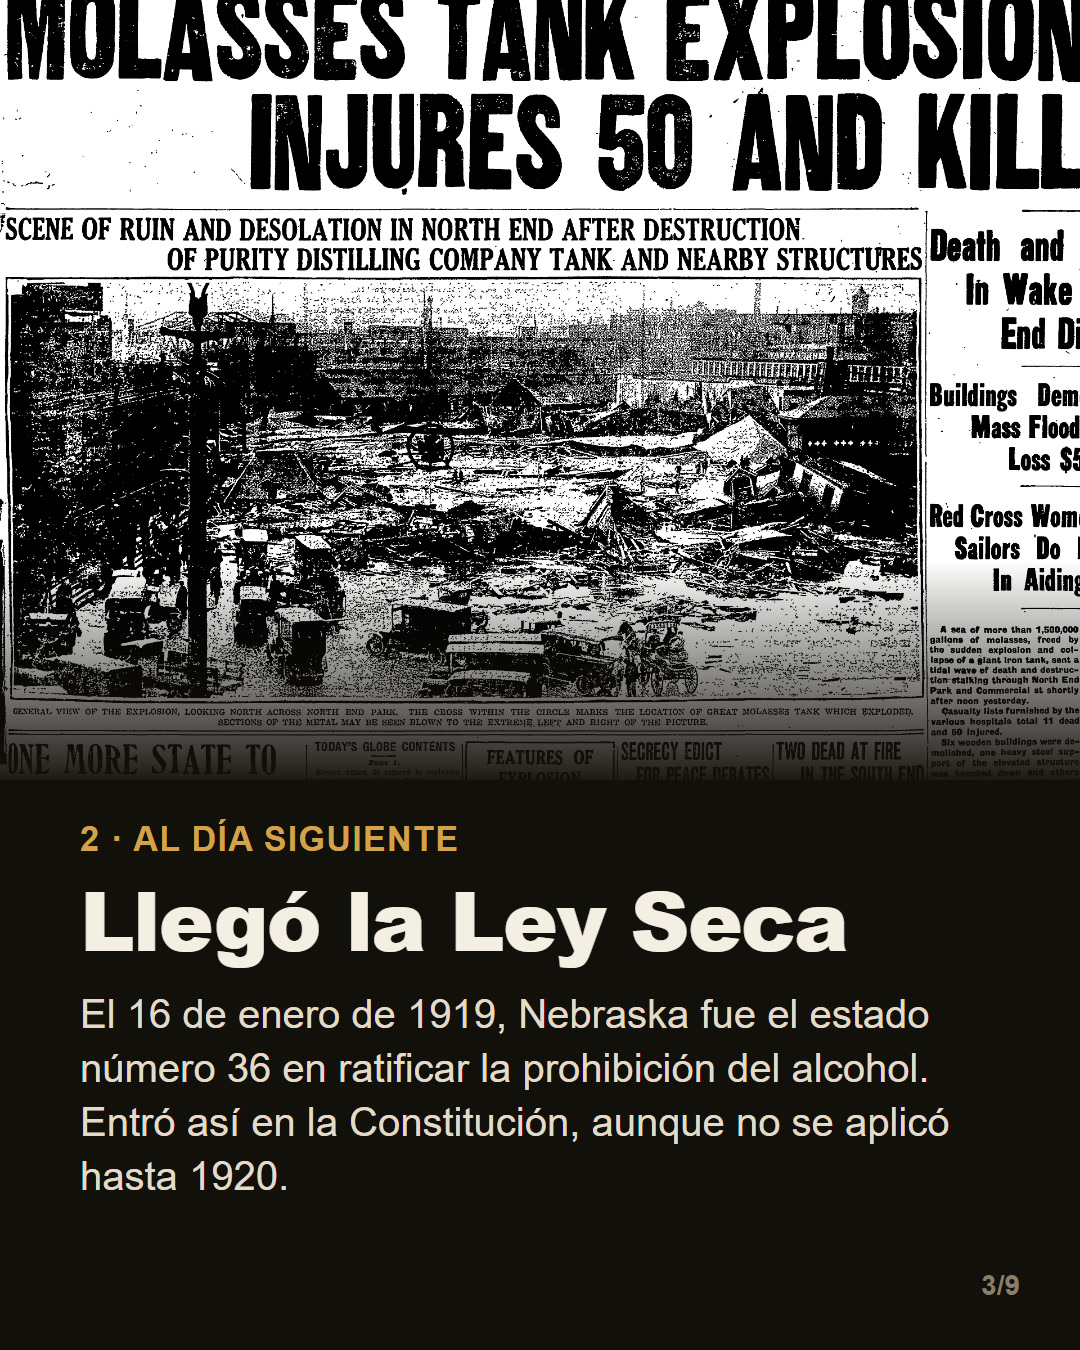 MOLASSES TANK EXPLOSION
INJURES 50 AND KILL
SCENE OF RUIN AND DESOLATION IN NORTH END AFTER DESTRUCTION
OF PURITY DISTILLING COMPANY TANK AND NEARBY STRUCTURES
GENERAL VIEW OF THE EXPLOSION, LOOKING NORTH ACROSS NORTH END PARK. THE CROSS WITHIN THE CIRCLE MARKS THE LOCATION OF GREAT MOLASSES TANK WHICH EXPLODED.
SECTIONS OF THE METAL MAY BE SEEN BLOWN TO THE EXTREME LEFT AND RIGHT OF THE PICTURE.
Death and
In Wake
End Di
Buildings Dem
Mass Flood
Loss $5
Red Cross Wom
Sailors Do
In Aiding
A sea of more than 1,500,000
gallons of molasses, freed by
the sudden explosion and col-
lapse of a giant iron tank, sent a
tidal wave of death and destruc-
tion stalking through North End
Park and Commercial st shortly
after noon yesterday.
Casualty lists furnished by the
various hospitals total 11 dead
and 50 injured.
Six wooden buildings were de-
molished, one heavy steel sup-
port of the elevated structure
was knocked down and others
ONE MORE STATE TO
TODAY'S GLOBE CONTENTS
FEATURES OF
EXPLOSION
SECRECY EDICT
FOR PEACE DEBATES
TWO DEAD AT FIRE
IN THE SOUTH END
2 · AL DÍA SIGUIENTE
Llegó la Ley Seca
El 16 de enero de 1919, Nebraska fue el estado
número 36 en ratificar la prohibición del alcohol.
Entró así en la Constitución, aunque no se aplicó
hasta 1920.
3/9